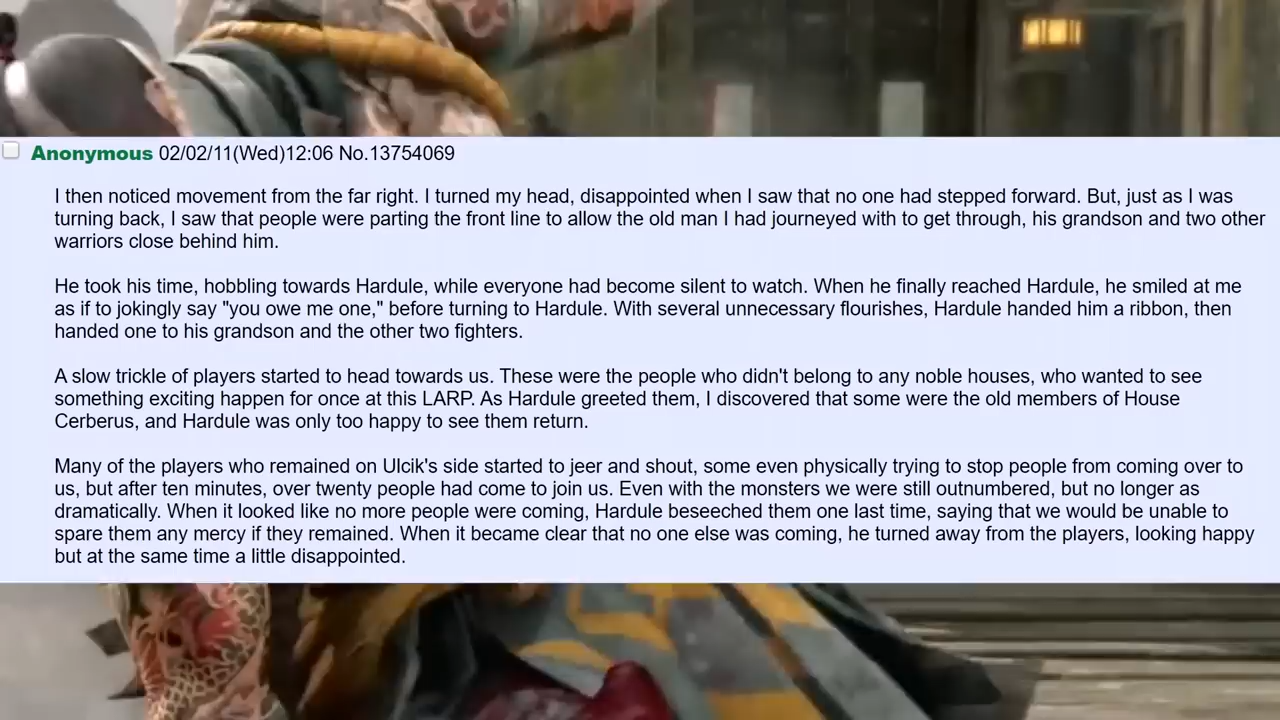 Anonymous 02/02/11(Wed)12:06 No.13754069
I then noticed movement from the far right. I turned my head, disappointed when I saw that no one had stepped forward. But, just as I was
turning back, I saw that people were parting the front line to allow the old man I had journeyed with to get through, his grandson and two other
warriors close behind him.
He took his time, hobbling towards Hardule, while everyone had become silent to watch. When he finally reached Hardule, he smiled at me
as if to jokingly say "you owe me one," before turning to Hardule. With several unnecessary flourishes, Hardule handed him a ribbon, then
handed one to his grandson and the other two fighters.
A slow trickle of players started to head towards us. These were the people who didn't belong to any noble houses, who wanted to see
something exciting happen for once at this LARP. As Hardule greeted them, I discovered that some were the old members of House
Cerberus, and Hardule was only too happy to see them return.
Many of the players who remained on Ulcik's side started to jeer and shout, some even physically trying to stop people from coming over to
us, but after ten minutes, over twenty people had come to join us. Even with the monsters we were still outnumbered, but no longer as
dramatically. When it looked like no more people were coming, Hardule beseeched them one last time, saying that we would be unable to
spare them any mercy if they remained. When it became clear that no one else was coming, he turned away from the players, looking happy
but at the same time a little disappointed.